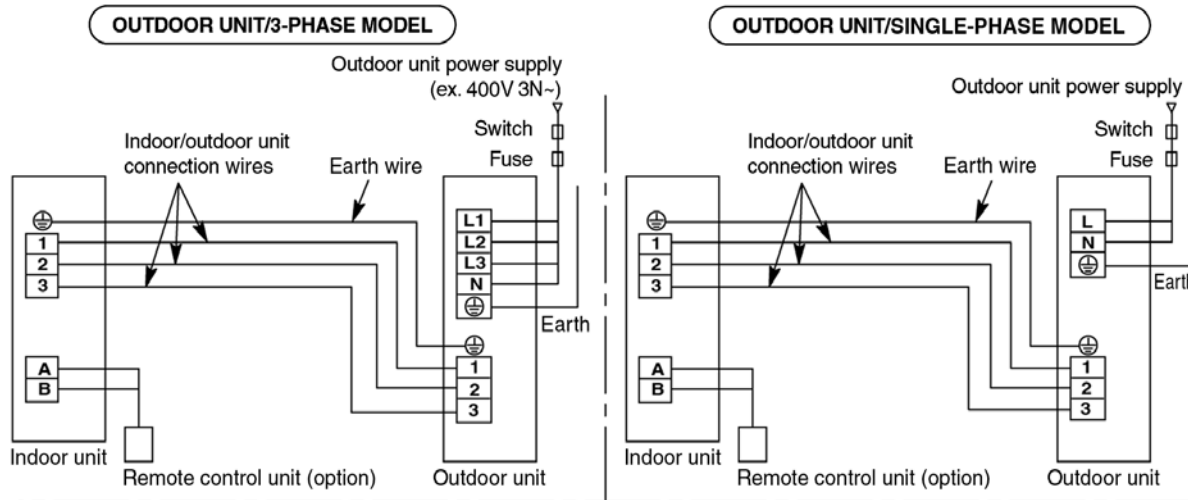 OUTDOOR UNIT/3-PHASE MODEL
Outdoor unit power supply
(ex. 400V 3N~)
Switch
Fuse
Indoor/outdoor unit
connection wires
Earth wire
1
2
3
A
B
L1
L2
L3
N
Earth
1
2
3
Indoor unit
Remote control unit (option)
Outdoor unit
OUTDOOR UNIT/SINGLE-PHASE MODEL
Outdoor unit power supply
Switch
Fuse
Indoor/outdoor unit
connection wires
Earth wire
1
2
3
A
B
L
N
Earth
1
2
3
Indoor unit
Remote control unit (option)
Outdoor unit